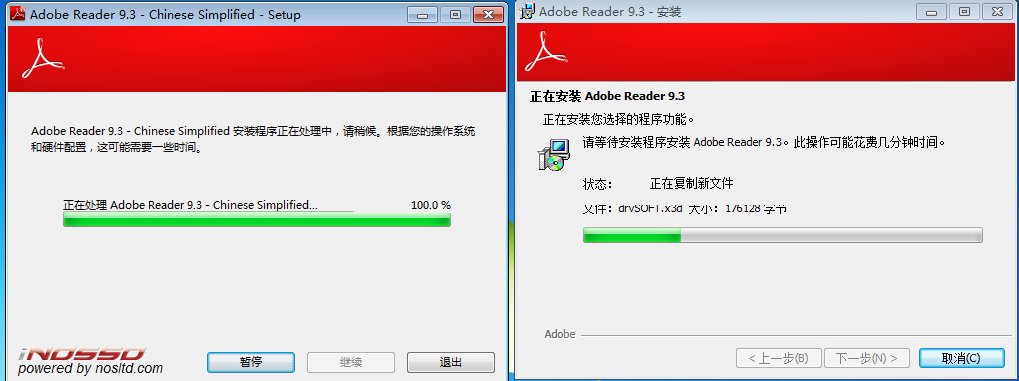 Adobe Reader 9.3 - Chinese Simplified - Setup
Adobe Reader 9.3 - Chinese Simplified 安装程序正在处理中，请稍候。根据您的操作系统
和硬件配置，这可能需要一些时间。
正在处理 Adobe Reader 9.3 - Chinese Simplified... 100.0 %
iNOSSO
powered by nosltd.com
暂停 继续 退出
Adobe Reader 9.3 - 安装
正在安装 Adobe Reader 9.3
正在安装您选择的程序功能。
请等待安装程序安装 Adobe Reader 9.3。此操作可能花费几分钟时间。
状态： 正在复制新文件
文件：drvSOFT.x3d 大小：176128 字节
Adobe
< 上一步(B) 下一步(N) > 取消(C)